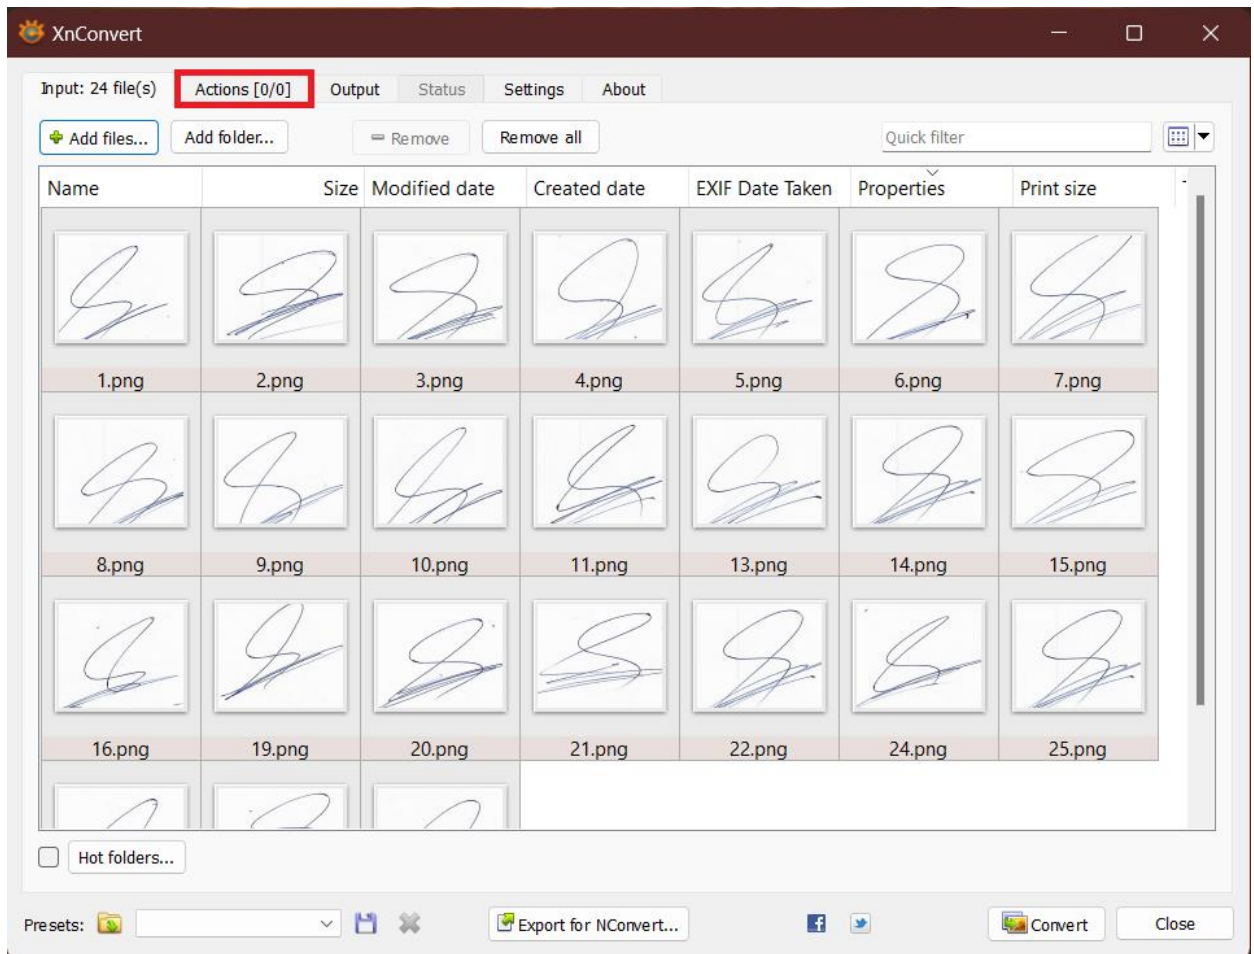 XnConvert
Input: 24 file(s) Actions [0/0] Output Status Settings About
Add files... Add folder... Remove Remove all Quick filter
Name Size Modified date Created date EXIF Date Taken Properties Print size
1.png 2.png 3.png 4.png 5.png 6.png 7.png
8.png 9.png 10.png 11.png 13.png 14.png 15.png
16.png 19.png 20.png 21.png 22.png 24.png 25.png
Hot folders...
Presets: Export for NConvert... Convert Close